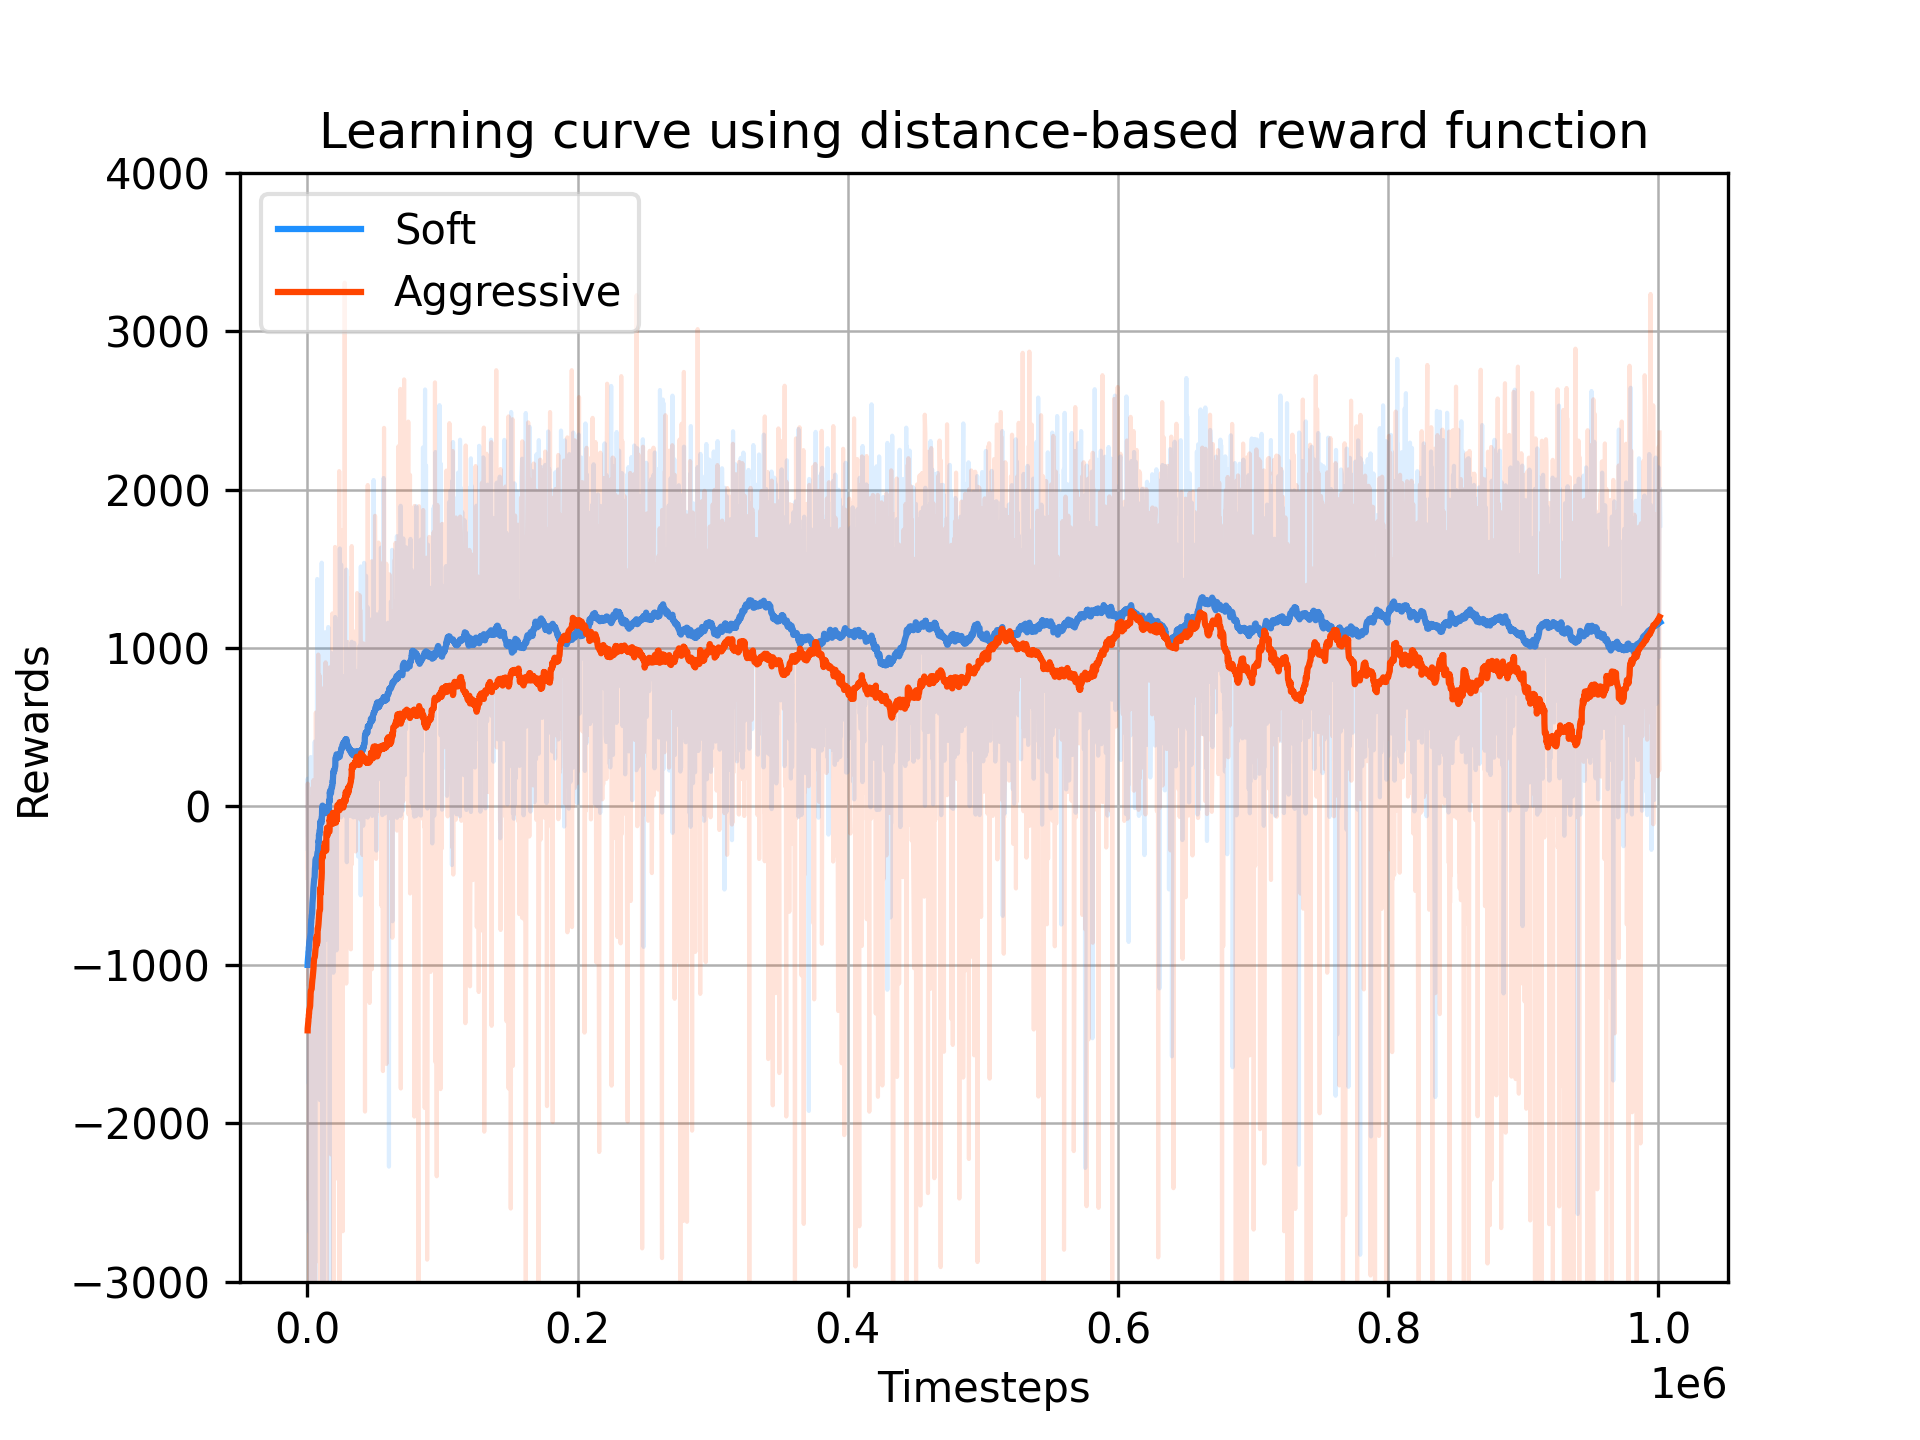 Learning curve using distance-based reward function
4000
3000
2000
1000
0
−1000
−2000
−3000
Rewards
Soft
Aggressive
0.0 0.2 0.4 0.6 0.8 1.0
1e6
Timesteps